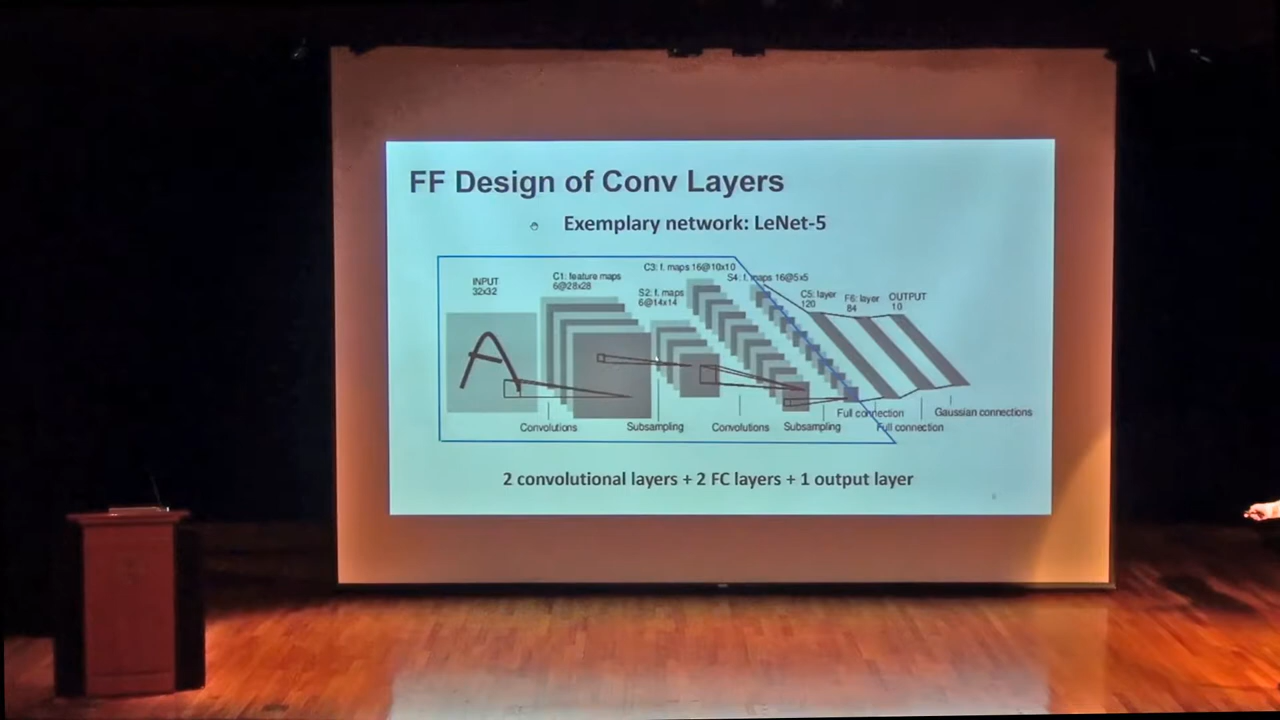 FF Design of Conv Layers
Exemplary network: LeNet-5
INPUT
32x32
C1: feature maps
6@28x28
S2: f. maps
6@14x14
C3: f. maps 16@10x10
S4: f. maps 16@5x5
C5: layer
120
F6: layer
84
OUTPUT
10
A
Convolutions
Subsampling
Convolutions
Subsampling
Full connection
Full connection
Gaussian connections
2 convolutional layers + 2 FC layers + 1 output layer